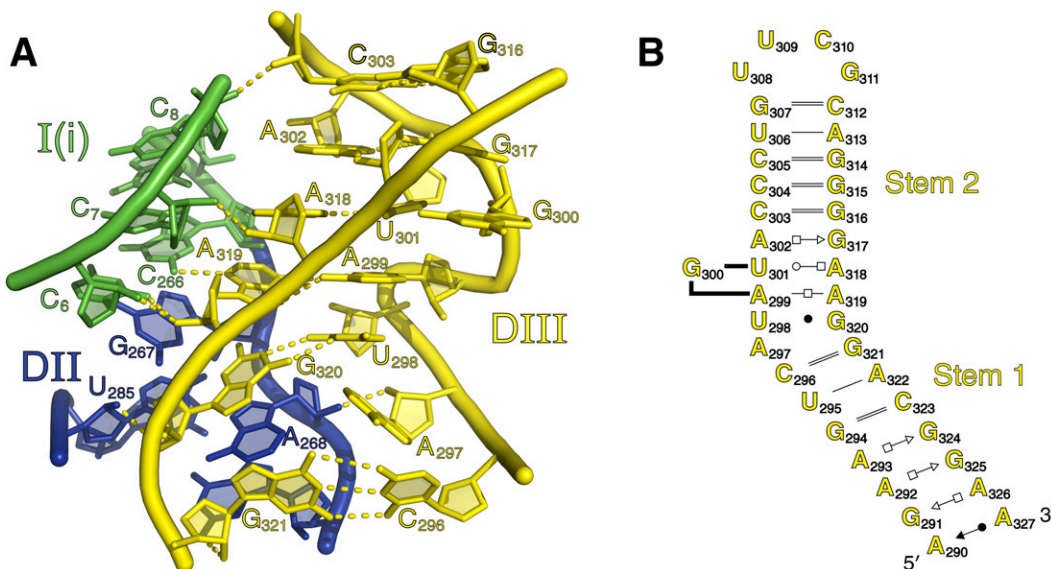 A
C303
G316
I(i)
C8
A302
G317
A318
C7
G300
U301
A319
A299
C266
C6
DIII
G267
DII
U298
U285
G320
A268
A297
G321
C296
B
U309 C310
U308 G311
G307 C312
U306 A313
C305 G314
C304 G315
Stem 2
C303 G316
A302 G317
G300 U301 A318
A299 A319
U298 G320
A297 G321
C296 A322
Stem 1
U295 C323
G294 G324
A293 G325
A292 A326
G291 A327 3
A290
5′